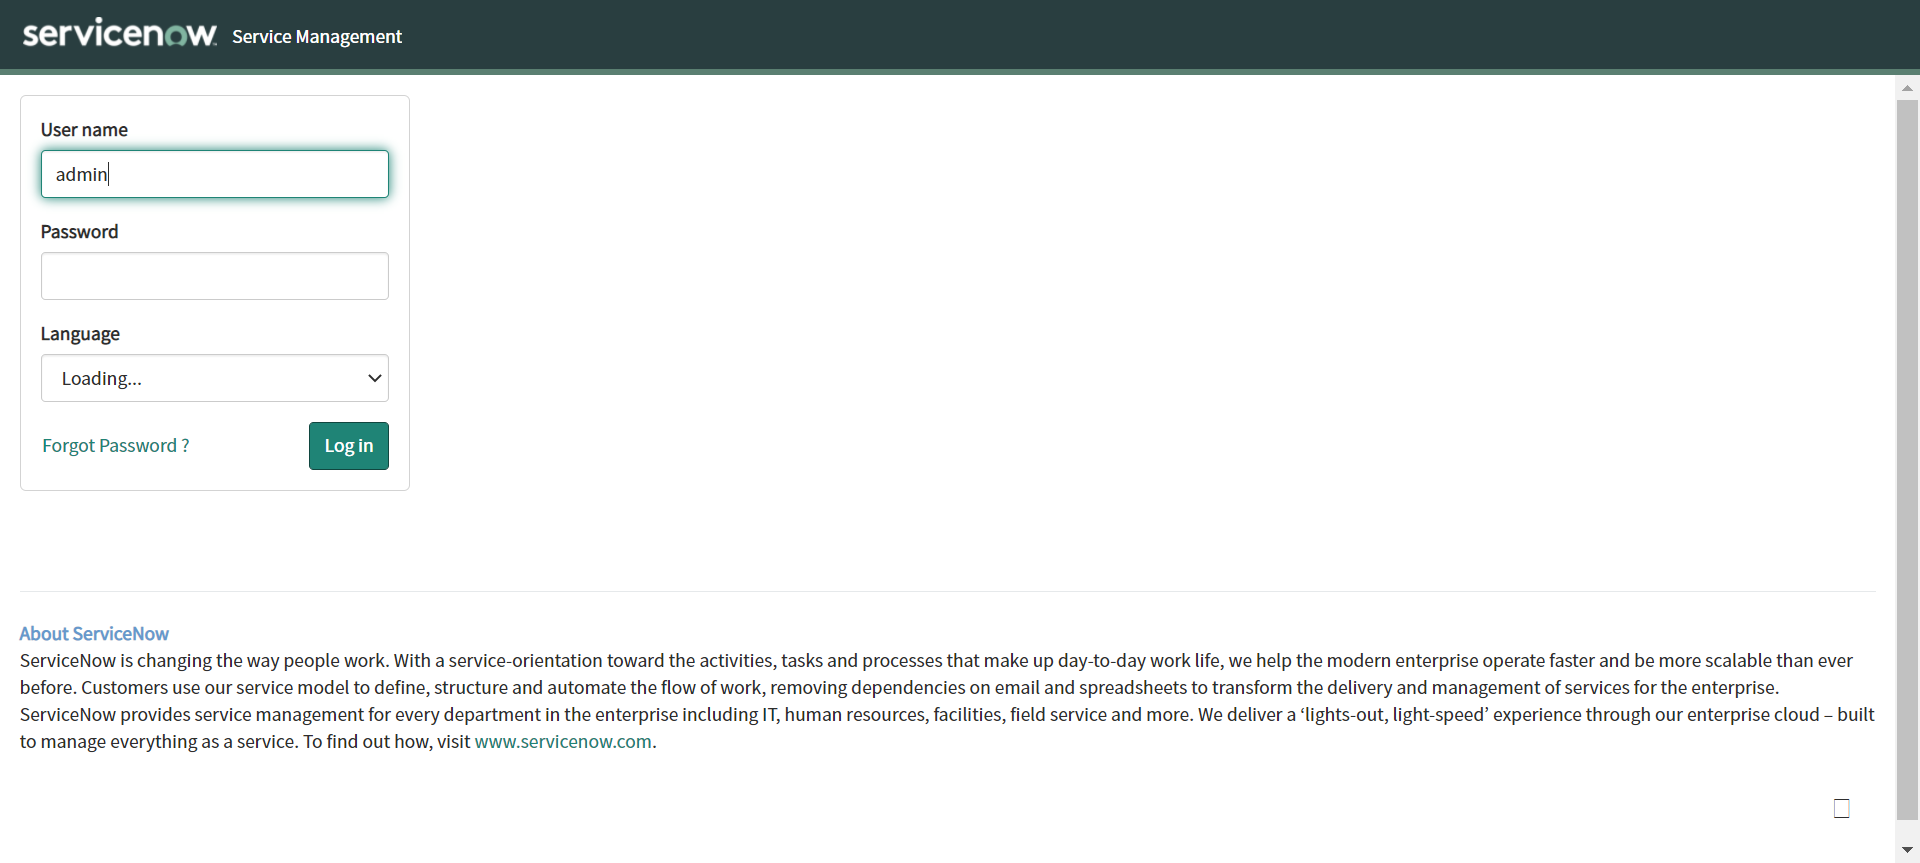 servicenow Service Management
User name
admin
Password
Language
Loading...
Forgot Password ?
Log in
About ServiceNow
ServiceNow is changing the way people work. With a service-orientation toward the activities, tasks and processes that make up day-to-day work life, we help the modern enterprise operate faster and be more scalable than ever
before. Customers use our service model to define, structure and automate the flow of work, removing dependencies on email and spreadsheets to transform the delivery and management of services for the enterprise.
ServiceNow provides service management for every department in the enterprise including IT, human resources, facilities, field service and more. We deliver a ‘lights-out, light-speed’ experience through our enterprise cloud – built
to manage everything as a service. To find out how, visit www.servicenow.com.